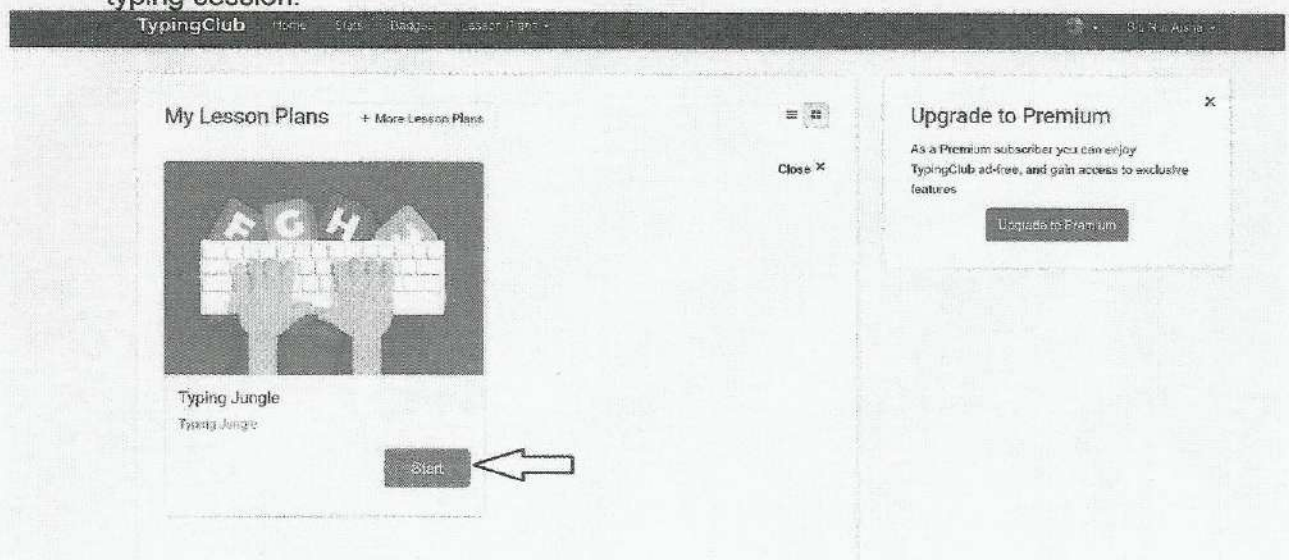 typing session.
TypingClub Home Stats Badges Lesson Plans
My Lesson Plans + More Lesson Plans
Close ×
F G H
Typing Jungle
Typing Jungle
Start
Upgrade to Premium ×
As a Premium subscriber you can enjoy
TypingClub ad-free, and gain access to exclusive
features
Upgrade to Premium